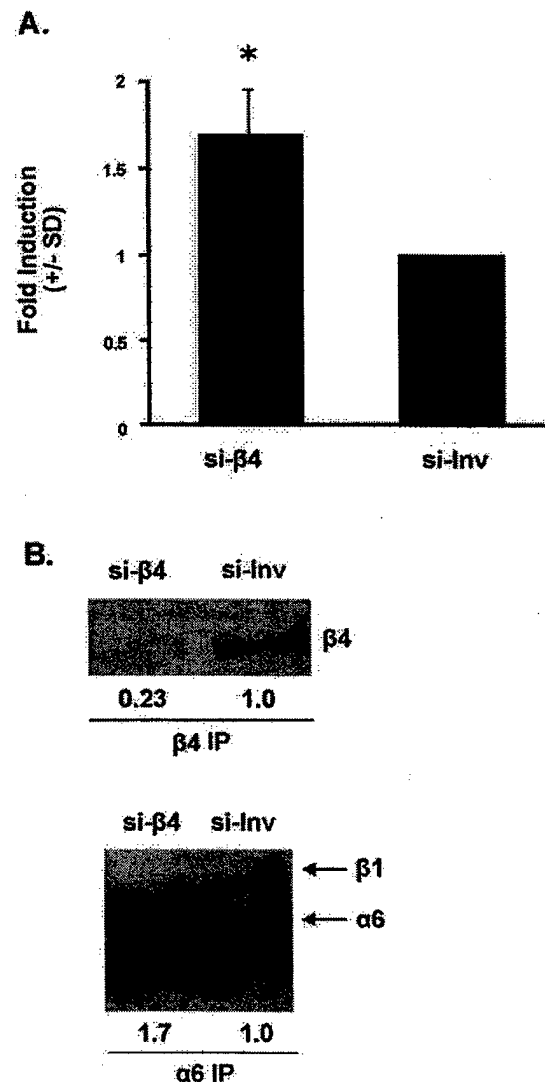 A.
*
2
1.5
1
0.5
0
Fold Induction
(+/- SD)
si-β4 si-Inv
B.
si-β4 si-Inv
β4
0.23 1.0
β4 IP
si-β4 si-Inv
β1
α6
1.7 1.0
α6 IP